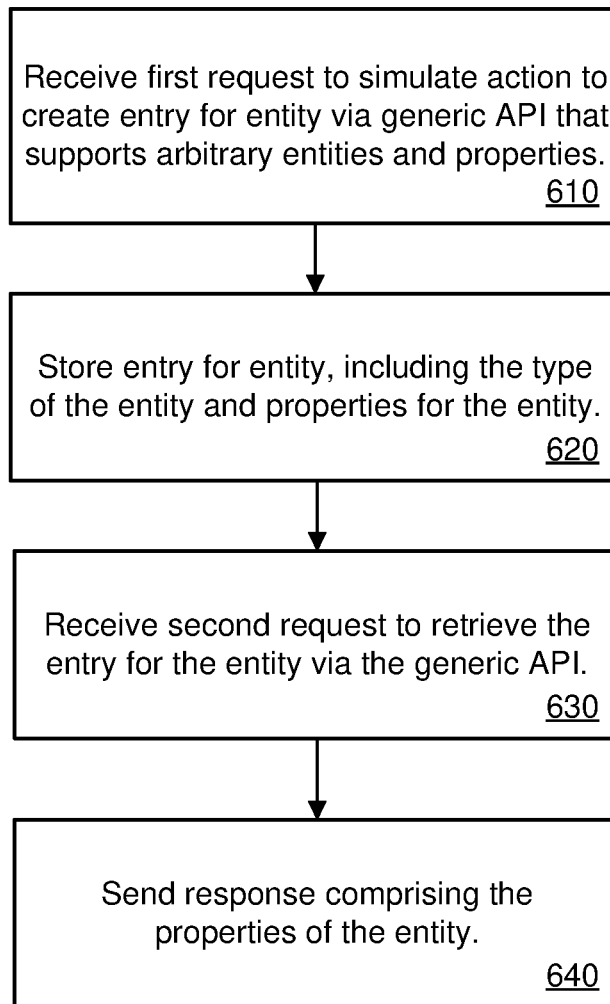 Receive first request to simulate action to
create entry for entity via generic API that
supports arbitrary entities and properties.
610
Store entry for entity, including the type
of the entity and properties for the entity.
620
Receive second request to retrieve the
entry for the entity via the generic API.
630
Send response comprising the
properties of the entity.
640